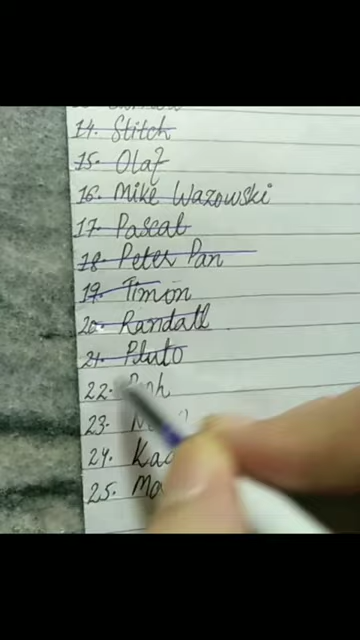 14. Stitch
15. Olaf
16. Mike Wazowski
17. Pascal
18. Peter Pan
19. Timon
20. Randall
21. Pluto
22.
23.
24.
25.